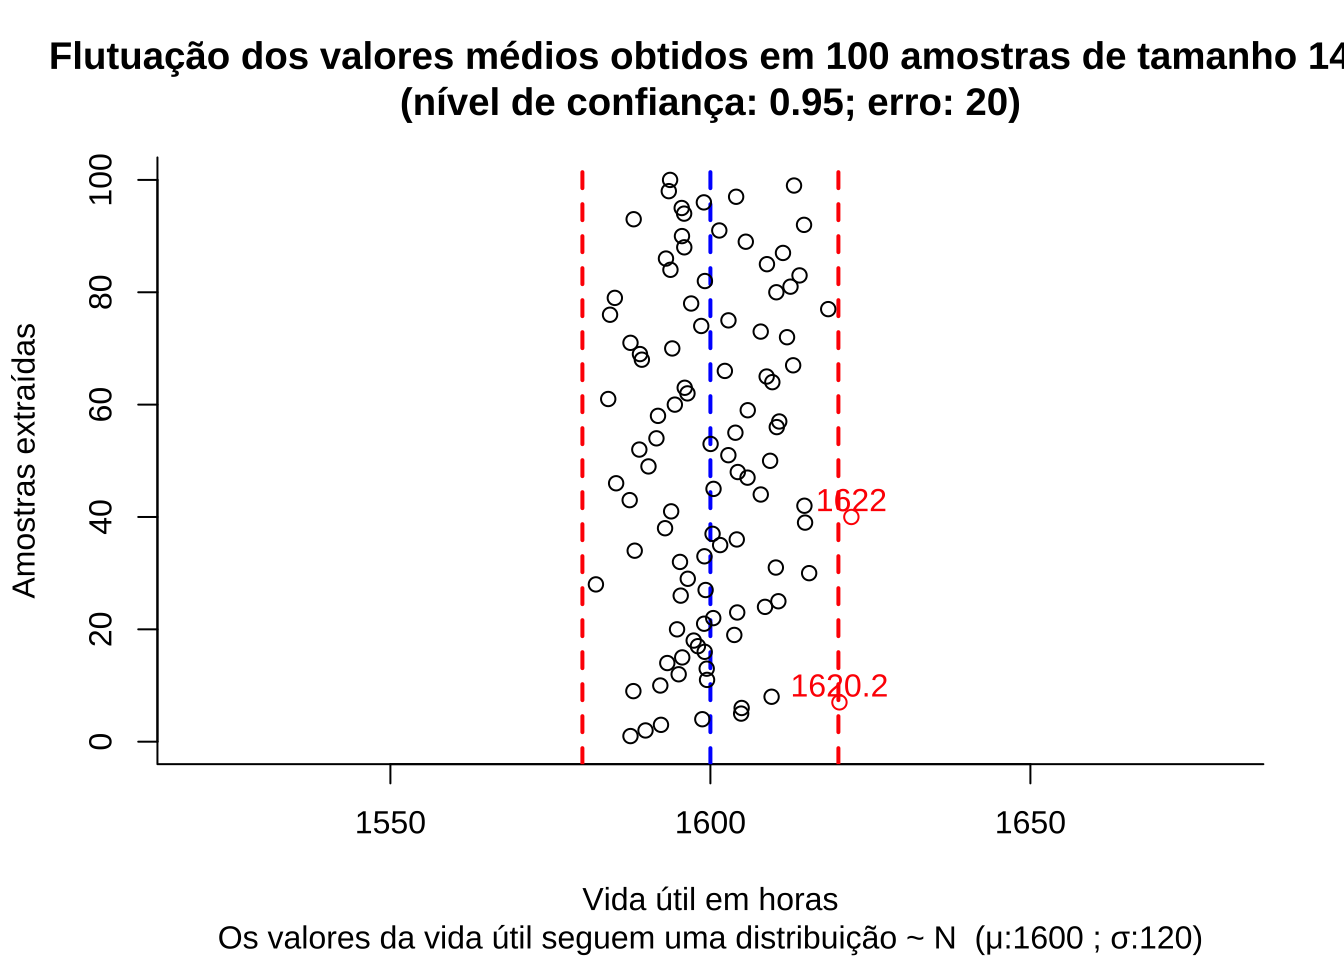 Flutuação dos valores médios obtidos em 100 amostras de tamanho 14
(nível de confiança: 0.95; erro: 20)
Amostras extraídas
100
80
60
40
20
0
1622
1620.2
1550 1600 1650
Vida útil em horas
Os valores da vida útil seguem uma distribuição ~ N (μ:1600 ; σ:120)